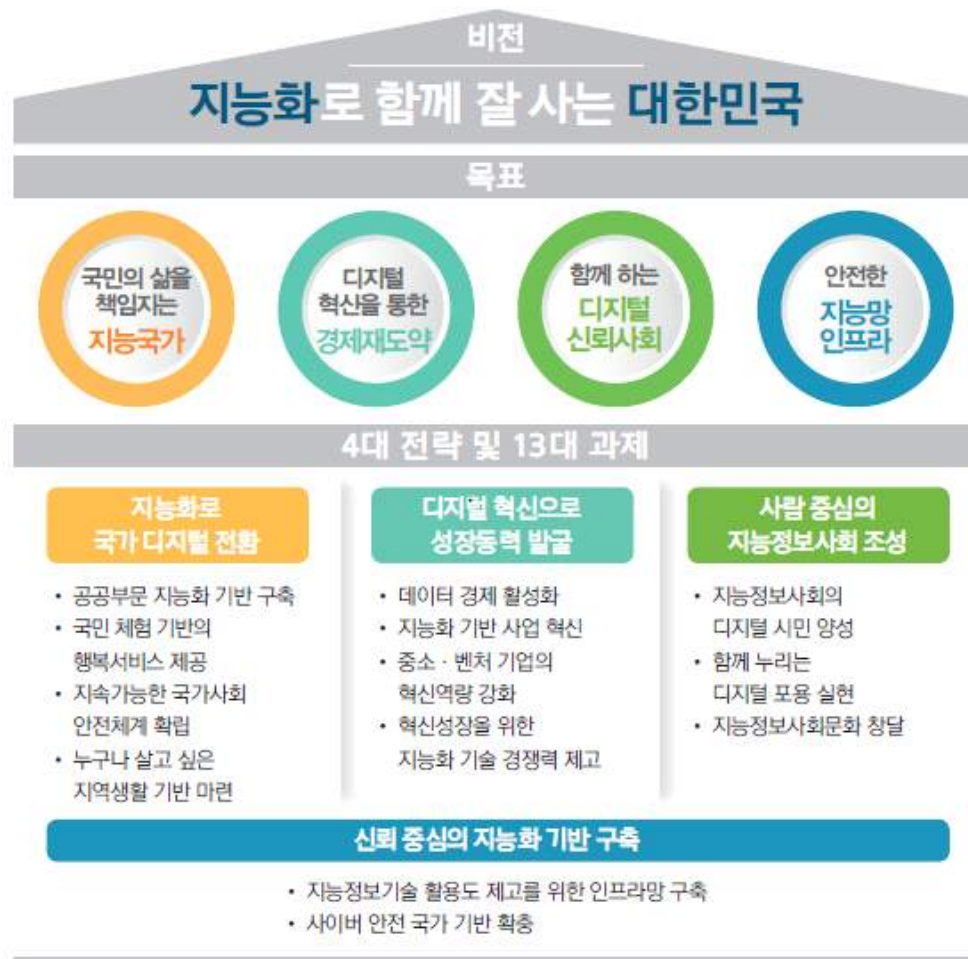 비전
지능화로 함께 잘 사는 대한민국
목표
국민의 삶을
책임지는
지능국가
디지털
혁신을 통한
경제재도약
함께 하는
디지털
신뢰사회
안전한
지능망
인프라
4대 전략 및 13대 과제
지능화로
국가 디지털 전환
• 공공부문 지능화 기반 구축
• 국민 체험 기반의
행복서비스 제공
• 지속가능한 국가사회
안전체계 확립
• 누구나 살고 싶은
지역생활 기반 마련
디지털 혁신으로
성장동력 발굴
• 데이터 경제 활성화
• 지능화 기반 사업 혁신
• 중소 · 벤처 기업의
혁신역량 강화
• 혁신성장을 위한
지능화 기술 경쟁력 제고
사람 중심의
지능정보사회 조성
• 지능정보사회의
디지털 시민 양성
• 함께 누리는
디지털 포용 실현
• 지능정보사회문화 창달
신뢰 중심의 지능화 기반 구축
• 지능정보기술 활용도 제고를 위한 인프라망 구축
• 사이버 안전 국가 기반 확충